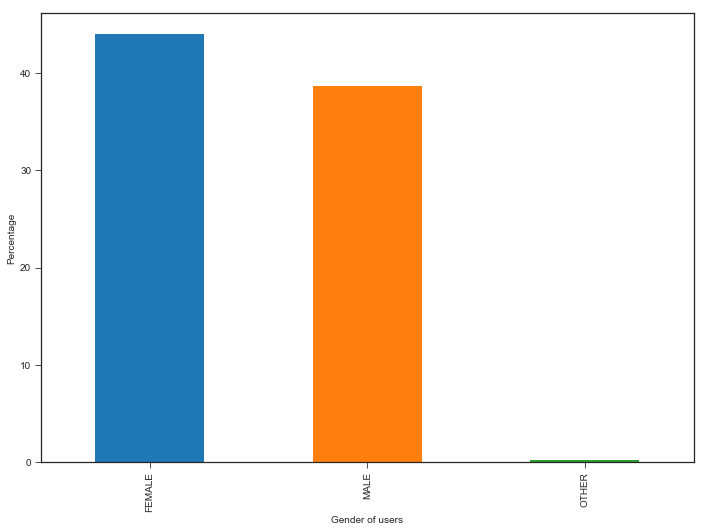 40
30
20
10
0
Percentage
FEMALE
MALE
OTHER
Gender of users